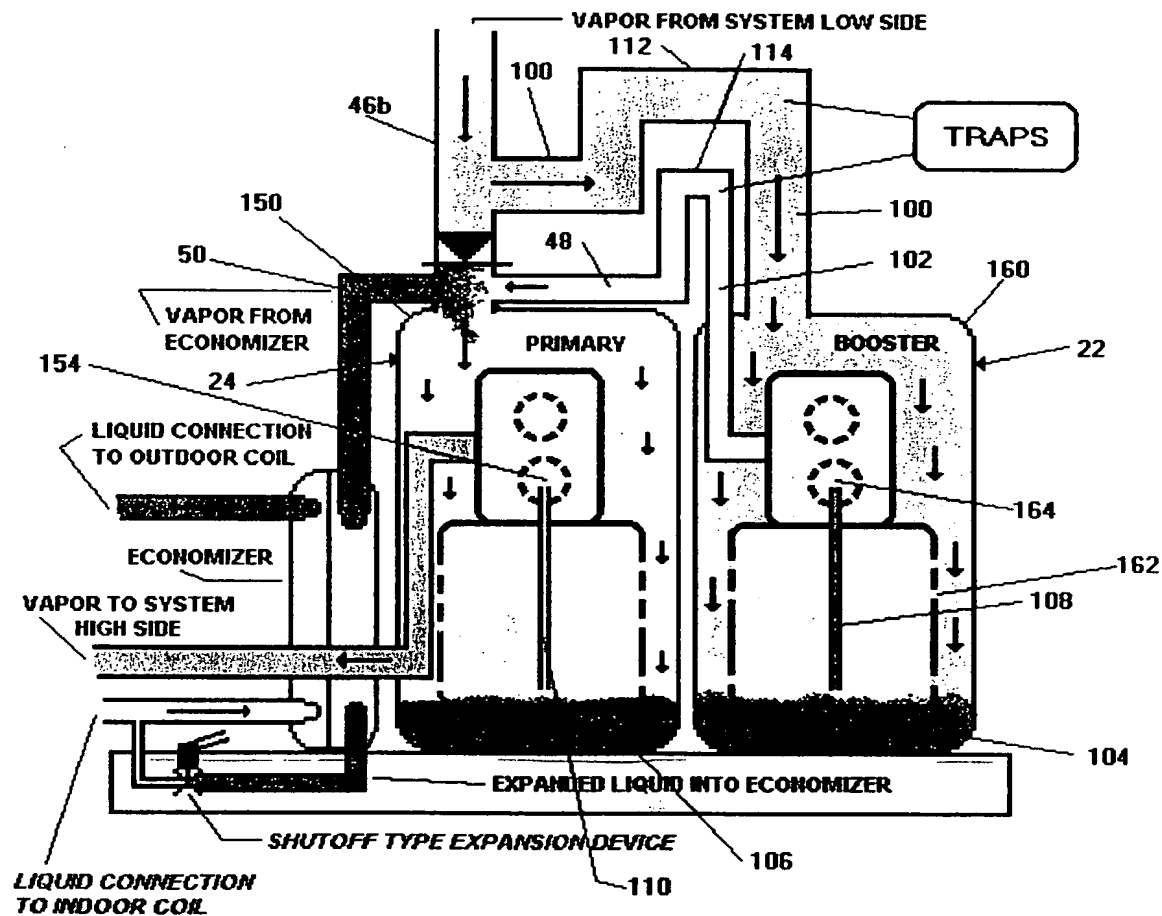 VAPOR FROM SYSTEM LOW SIDE
112
114
100
46b
TRAPS
150
100
50
48
102
160
VAPOR FROM
ECONOMIZER
PRIMARY
BOOSTER
22
154
24
LIQUID CONNECTION
TO OUTDOOR COIL
164
ECONOMIZER
162
VAPOR TO SYSTEM
HIGH SIDE
108
104
EXPANDED LIQUID INTO ECONOMIZER
SHUTOFF TYPE EXPANSION DEVICE
106
LIQUID CONNECTION
TO INDOOR COIL
110